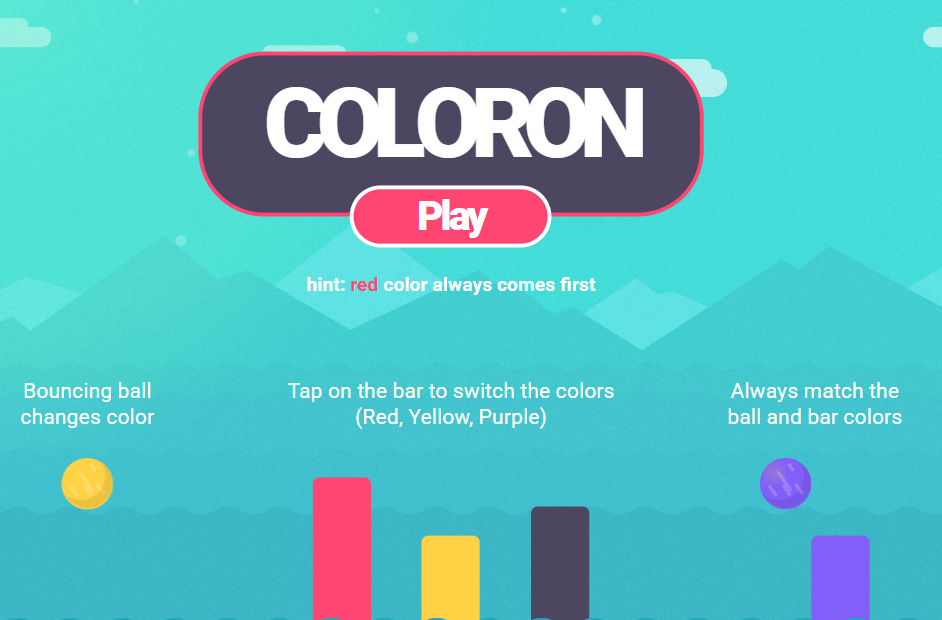 COLORON
Play
hint: red color always comes first
Bouncing ball
changes color
Tap on the bar to switch the colors
(Red, Yellow, Purple)
Always match the
ball and bar colors